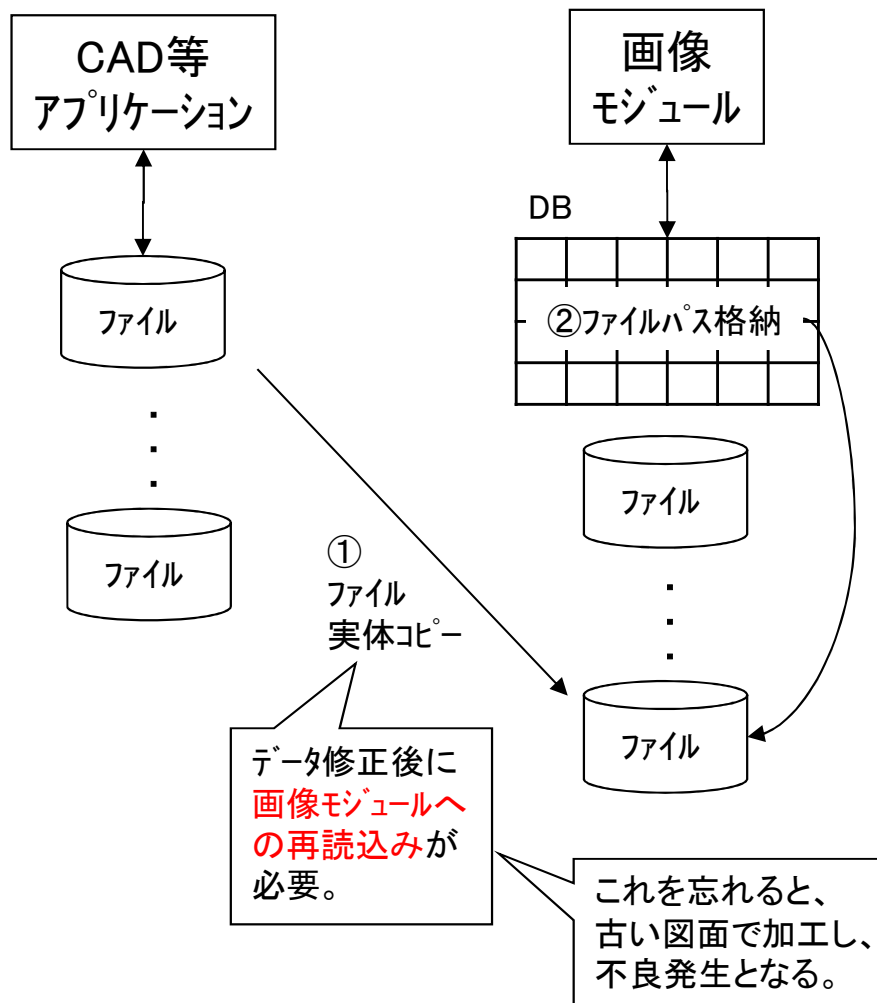 CAD等
アプリケーション
画像
モジュール
DB
ファイル
②ファイルパス格納
ファイル
ファイル
①
ファイル
実体コピー
ファイル
データ修正後に
画像モジュールへ
の再読込みが
必要。
これを忘れると、
古い図面で加工し、
不良発生となる。